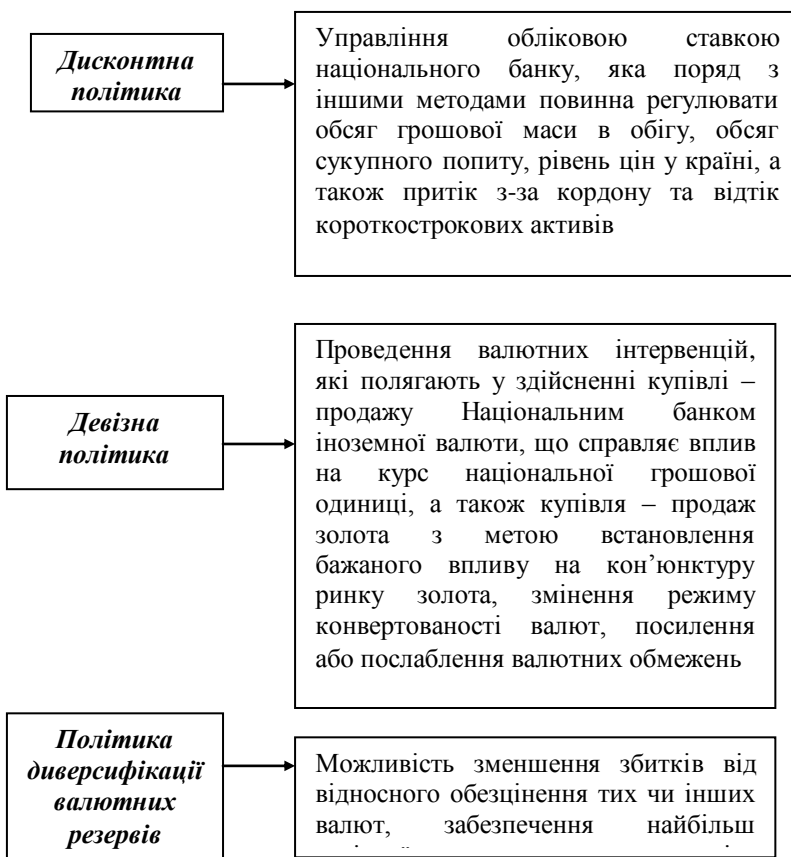 Дисконтна
політика
Управління обліковою ставкою
національного банку, яка поряд з
іншими методами повинна регулювати
обсяг грошової маси в обігу, обсяг
сукупного попиту, рівень цін у країні, а
також притік з-за кордону та відтік
короткострокових активів
Девізна
політика
Проведення валютних інтервенцій,
які полягають у здійсненні купівлі –
продажу Національним банком
іноземної валюти, що справляє вплив
на курс національної грошової
одиниці, а також купівля – продаж
золота з метою встановлення
бажаного впливу на кон’юнктуру
ринку золота, змінення режиму
конвертованості валют, посилення
або послаблення валютних обмежень
Політика
диверсифікації
валютних
резервів
Можливість зменшення збитків від
відносного обезцінення тих чи інших
валют, забезпечення найбільш